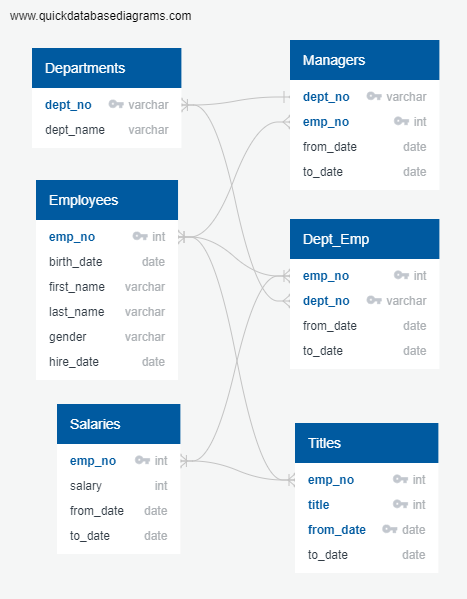 www.quickdatabasediagrams.com
Departments
dept_no varchar
dept_name varchar
Managers
dept_no varchar
emp_no int
from_date date
to_date date
Employees
emp_no int
birth_date date
first_name varchar
last_name varchar
gender varchar
hire_date date
Dept_Emp
emp_no int
dept_no varchar
from_date date
to_date date
Salaries
emp_no int
salary int
from_date date
to_date date
Titles
emp_no int
title int
from_date date
to_date date